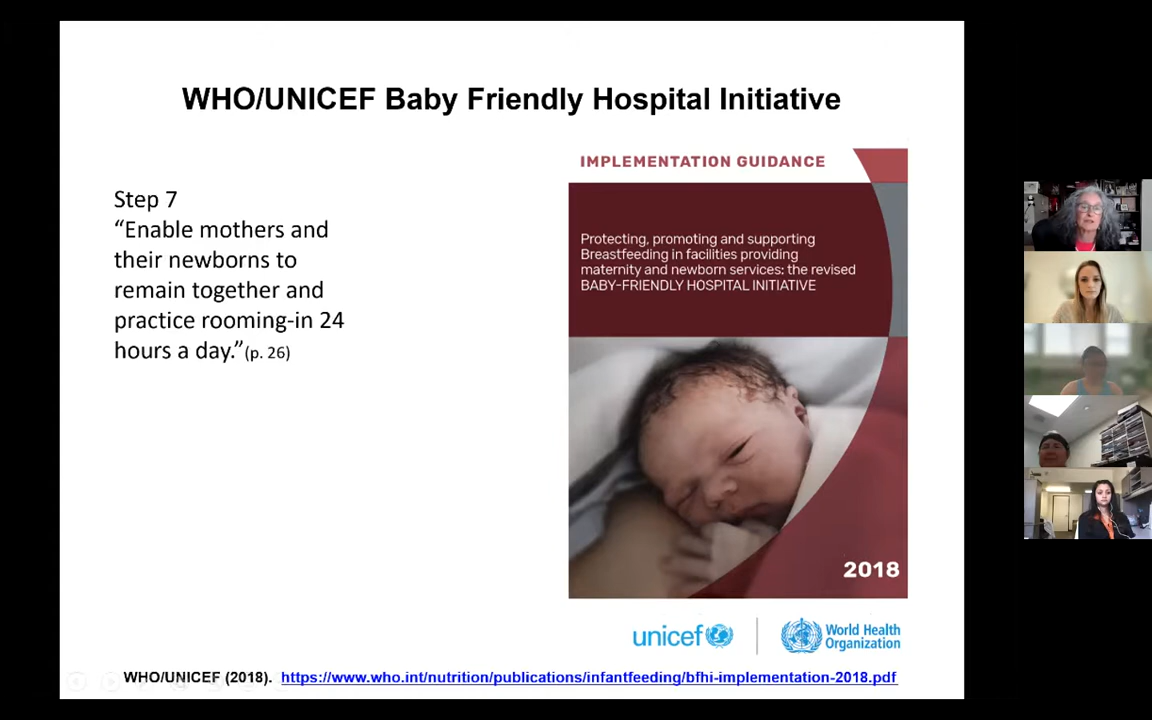 WHO/UNICEF Baby Friendly Hospital Initiative
Step 7
“Enable mothers and
their newborns to
remain together and
practice rooming-in 24
hours a day.”(p. 26)
IMPLEMENTATION GUIDANCE
Protecting, promoting and supporting
Breastfeeding in facilities providing
maternity and newborn services: the revised
BABY-FRIENDLY HOSPITAL INITIATIVE
2018
unicef
World Health
Organization
WHO/UNICEF (2018). https://www.who.int/nutrition/publications/infantfeeding/bfhi-implementation-2018.pdf